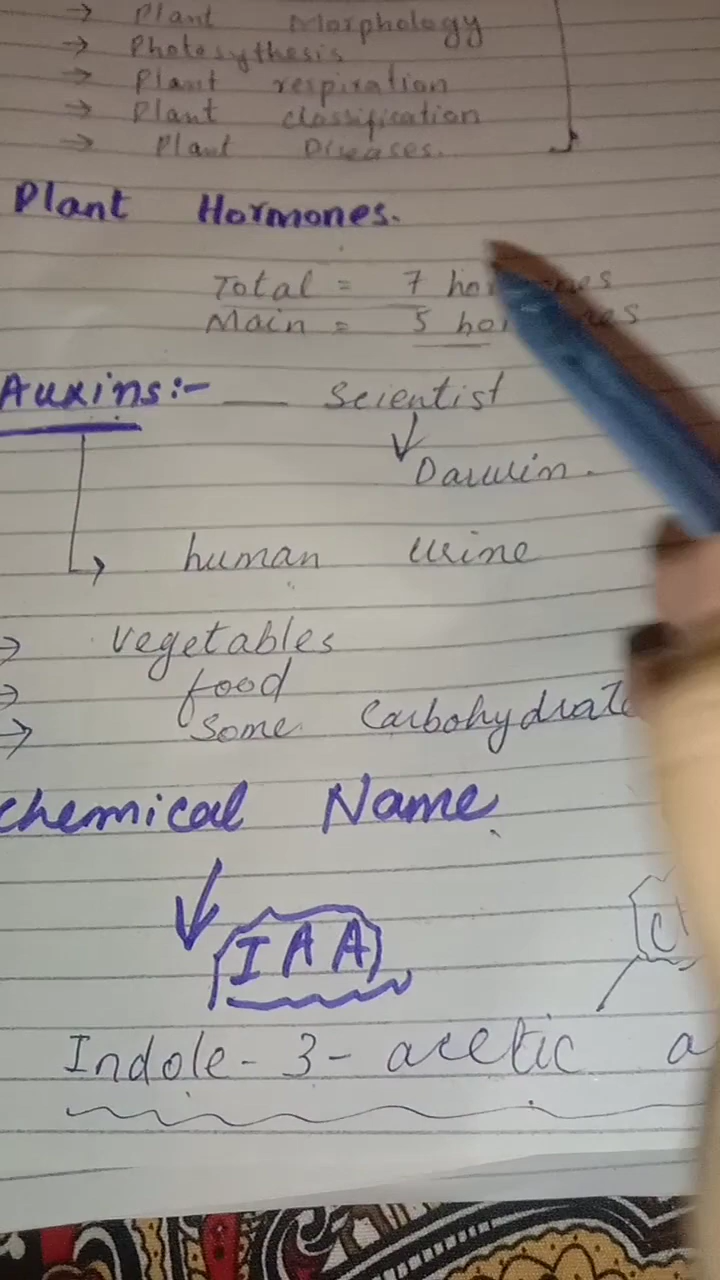 → Plant Morphology
→ Photosythesis
→ Plant respiration
→ Plant classification
→ Plant Diseases.
Plant Hormones.
Total = 7
Main = 5
Auxins:- — Scientist
↓
Darwin.
→ human urine
→ vegetables
→ food
→ some
Chemical Name
↓
IAA
Indole-3-acetic